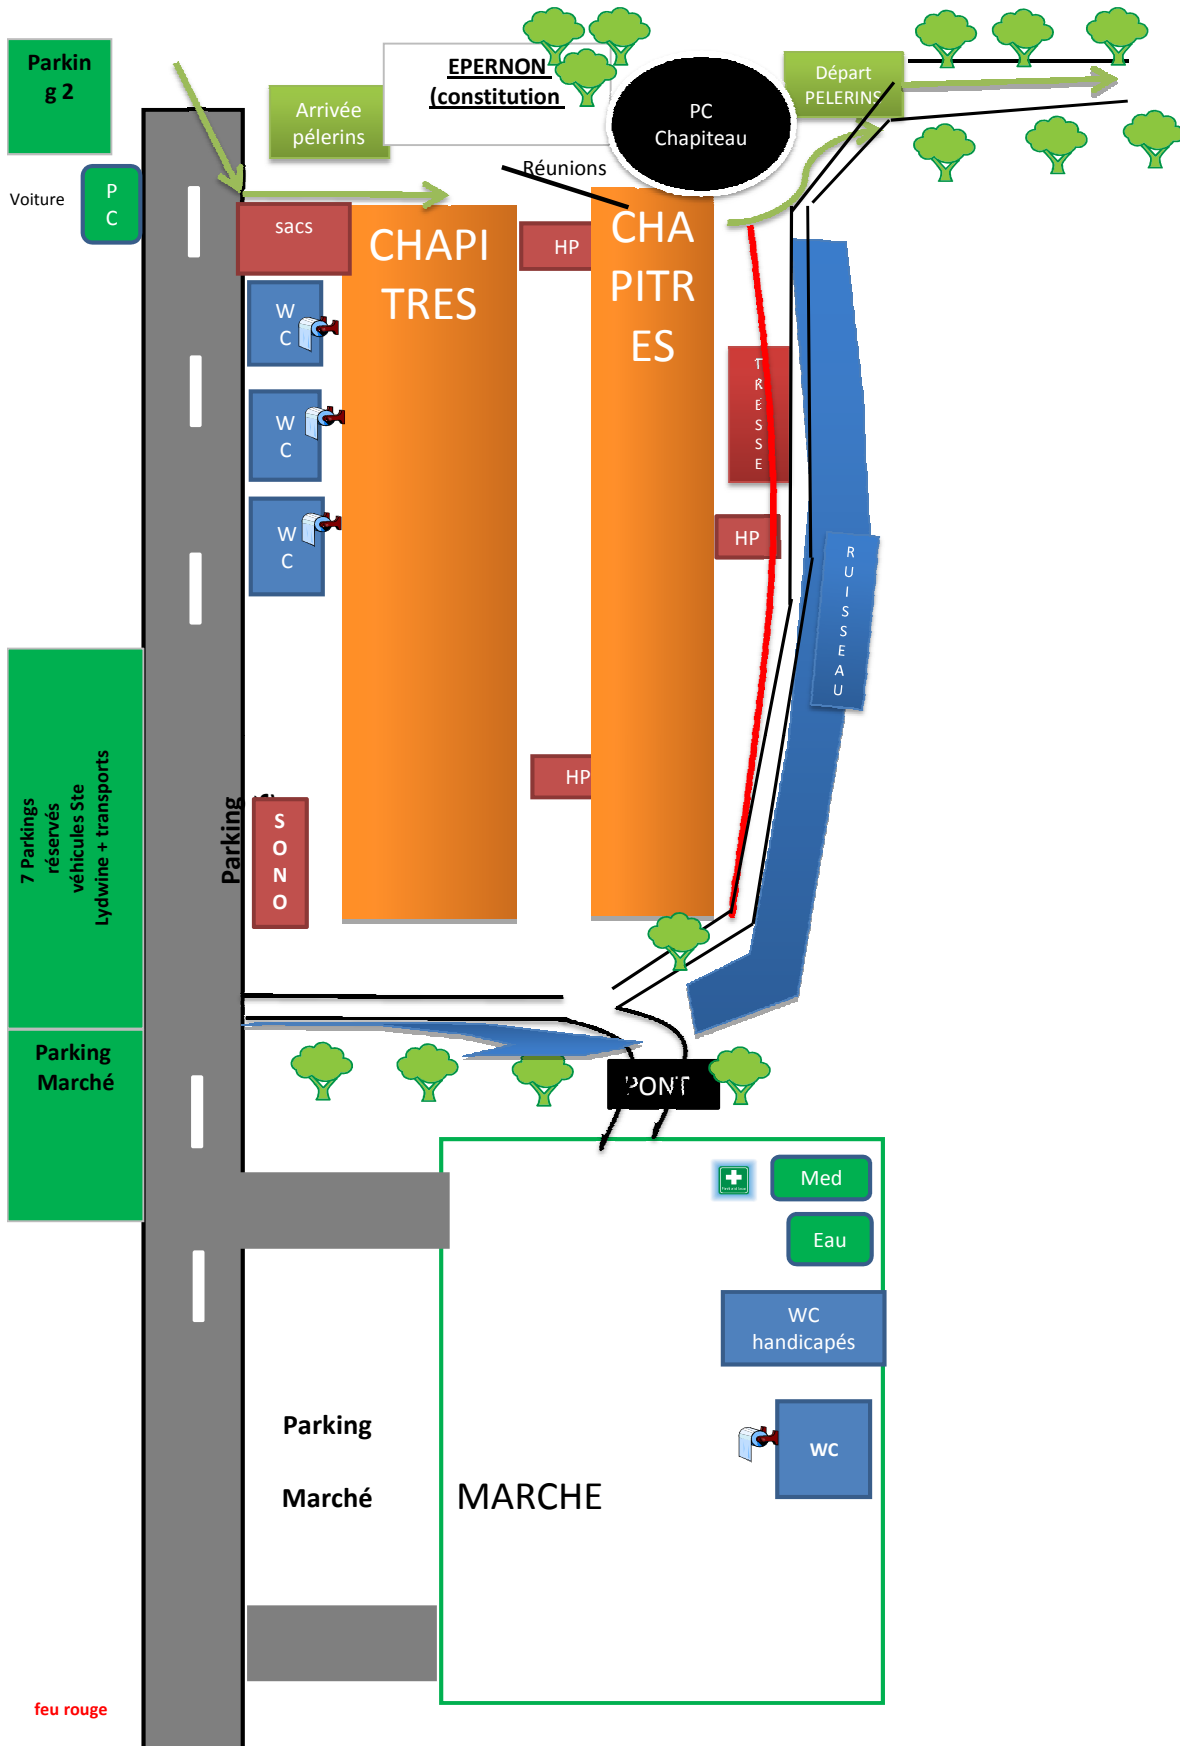 Parkin
g 2
EPERNON
(constitution
Arrivée
pélerins
PC
Chapiteau
Départ
PELERINS
Réunions
Voiture
P
C
sacs
CHAPI
TRES
HP
CHA
PITR
ES
W
C
W
C
W
C
T
R
E
S
S
E
HP
R
U
I
S
S
E
A
U
7 Parkings
réservés
véhicules Ste
Lydwine + transports
Parking
HP
S
O
N
O
Parking
Marché
PONT
Med
Eau
WC
handicapés
Parking
Marché
WC
MARCHE
feu rouge